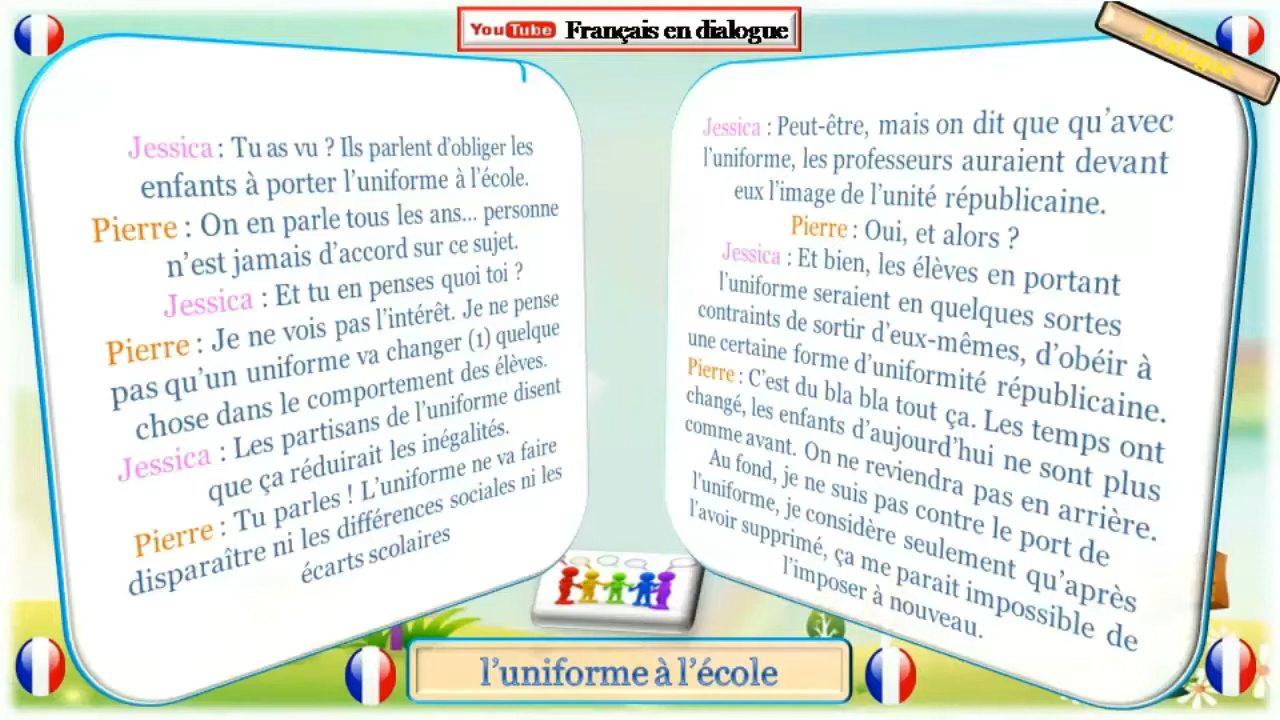 YouTube Français en dialogue
Dialogue
Jessica : Tu as vu ? Ils parlent d'obliger les
enfants à porter l'uniforme à l'école.
Pierre : On en parle tous les ans... personne
n'est jamais d'accord sur ce sujet.
Jessica : Et tu en penses quoi toi ?
Pierre : Je ne vois pas l'intérêt. Je ne pense
pas qu'un uniforme va changer (1) quelque
chose dans le comportement des élèves.
Jessica : Les partisans de l'uniforme disent
que ça réduirait les inégalités.
Pierre : Tu parles ! L'uniforme ne va faire
disparaître ni les différences sociales ni les
écarts scolaires
Jessica : Peut-être, mais on dit que qu'avec
l'uniforme, les professeurs auraient devant
eux l'image de l'unité républicaine.
Pierre : Oui, et alors ?
Jessica : Et bien, les élèves en portant
l'uniforme seraient en quelques sortes
contraints de sortir d'eux-mêmes, d'obéir à
une certaine forme d'uniformité républicaine.
Pierre : C'est du bla bla tout ça. Les temps ont
changé, les enfants d'aujourd'hui ne sont plus
comme avant. On ne reviendra pas en arrière.
Au fond, je ne suis pas contre le port de
l'uniforme, je considère seulement qu'après
l'avoir supprimé, ça me parait impossible de
l'imposer à nouveau.
l'uniforme à l'école